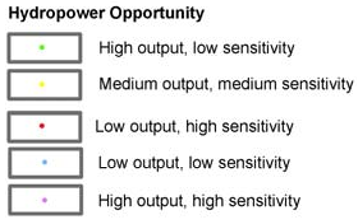 Hydropower Opportunity
High output, low sensitivity
Medium output, medium sensitivity
Low output, high sensitivity
Low output, low sensitivity
High output, high sensitivity